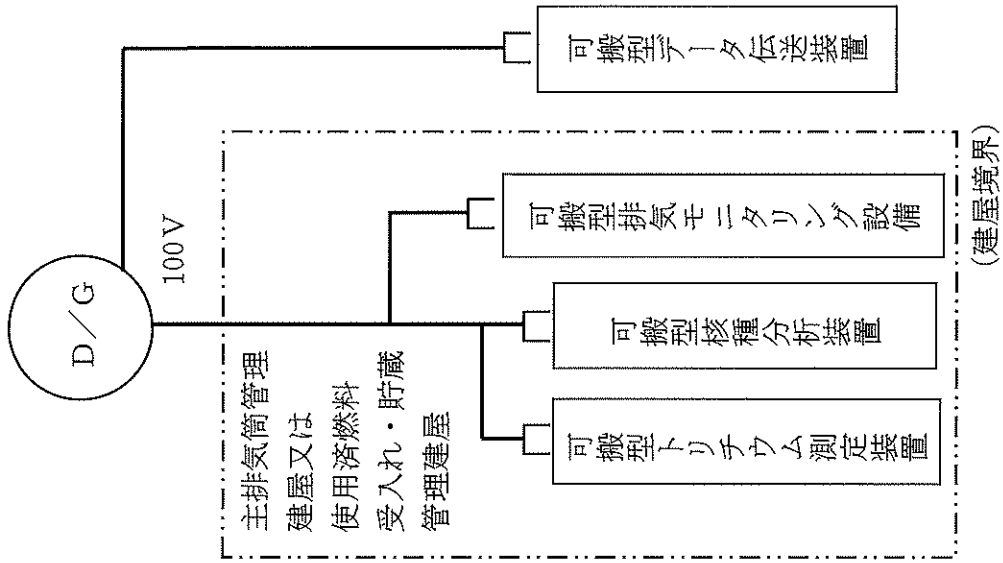 D／G
100V
主排気筒管理
建屋又は
使用済燃料
受入れ・貯蔵
管理建屋
可搬型トリチウム測定装置
可搬型核種分析装置
可搬型排気モニタリング設備
可搬型データ伝送装置
(建屋境界)